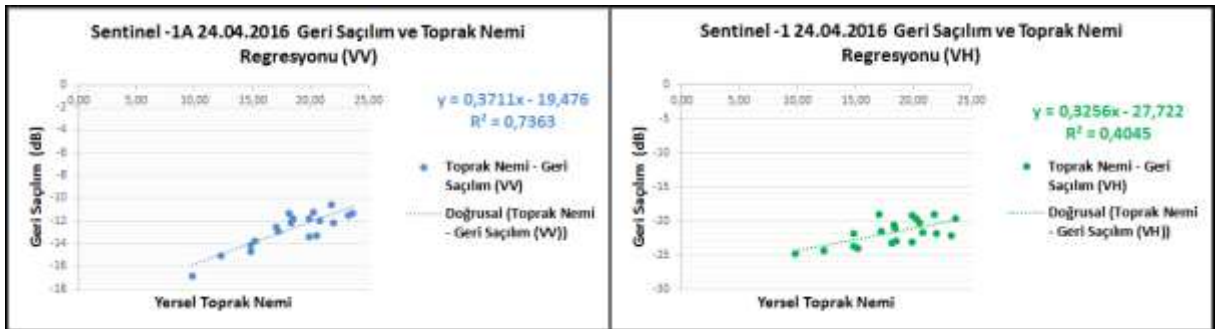 Sentinel -1A 24.04.2016 Geri Saçılım ve Toprak Nemi
Regresyonu (VV)
0
0,00 5,00 10,00 15,00 20,00 25,00
-2
-4
-6
-8
-10
-12
-14
-16
-18
Geri Saçılım (dB)
Yersel Toprak Nemi
y = 0,3711x - 19,476
R² = 0,7363
Toprak Nemi - Geri
Saçılım (VV)
Doğrusal (Toprak Nemi
- Geri Saçılım (VV))
Sentinel -1 24.04.2016 Geri Saçılım ve Toprak Nemi
Regresyonu (VH)
0
0,00 5,00 10,00 15,00 20,00 25,00
-5
-10
-15
-20
-25
-30
Geri Saçılım (dB)
Yersel Toprak Nemi
y = 0,3256x - 27,722
R² = 0,4045
Toprak Nemi - Geri
Saçılım (VH)
Doğrusal (Toprak Nemi
- Geri Saçılım (VH))